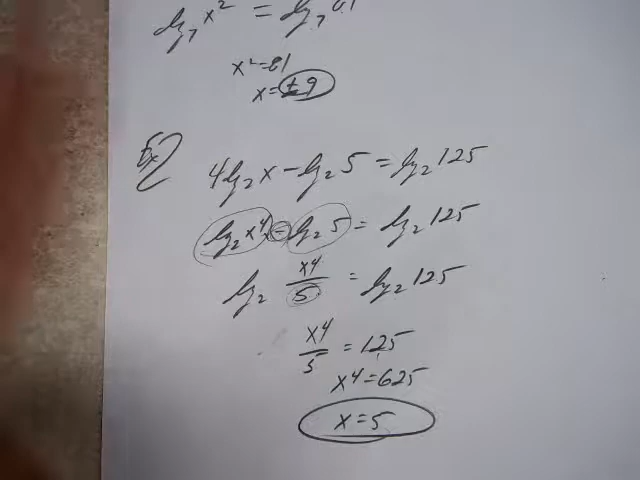 log₇ x² = log₇ 81
x² = 81
x = ±9
Ex
4 log₂ x − log₂ 5 = log₂ 125
log₂ x⁴ − log₂ 5 = log₂ 125
log₂ x⁴/5 = log₂ 125
x⁴/5 = 125
x⁴ = 625
x = 5